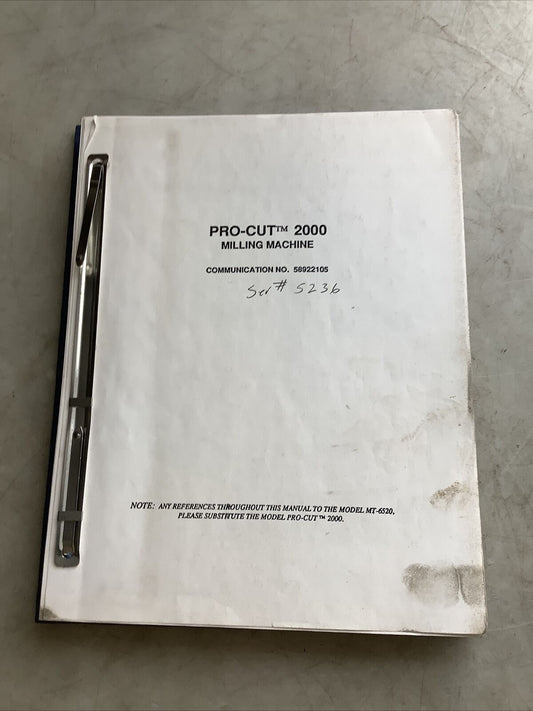 PRO-CUT™ 2000
MILLING MACHINE
COMMUNICATION NO. 58922105
Ser# 5236
NOTE: ANY REFERENCES THROUGHOUT THIS MANUAL TO THE MODEL MT-6520,
PLEASE SUBSTITUTE THE MODEL PRO-CUT™ 2000.